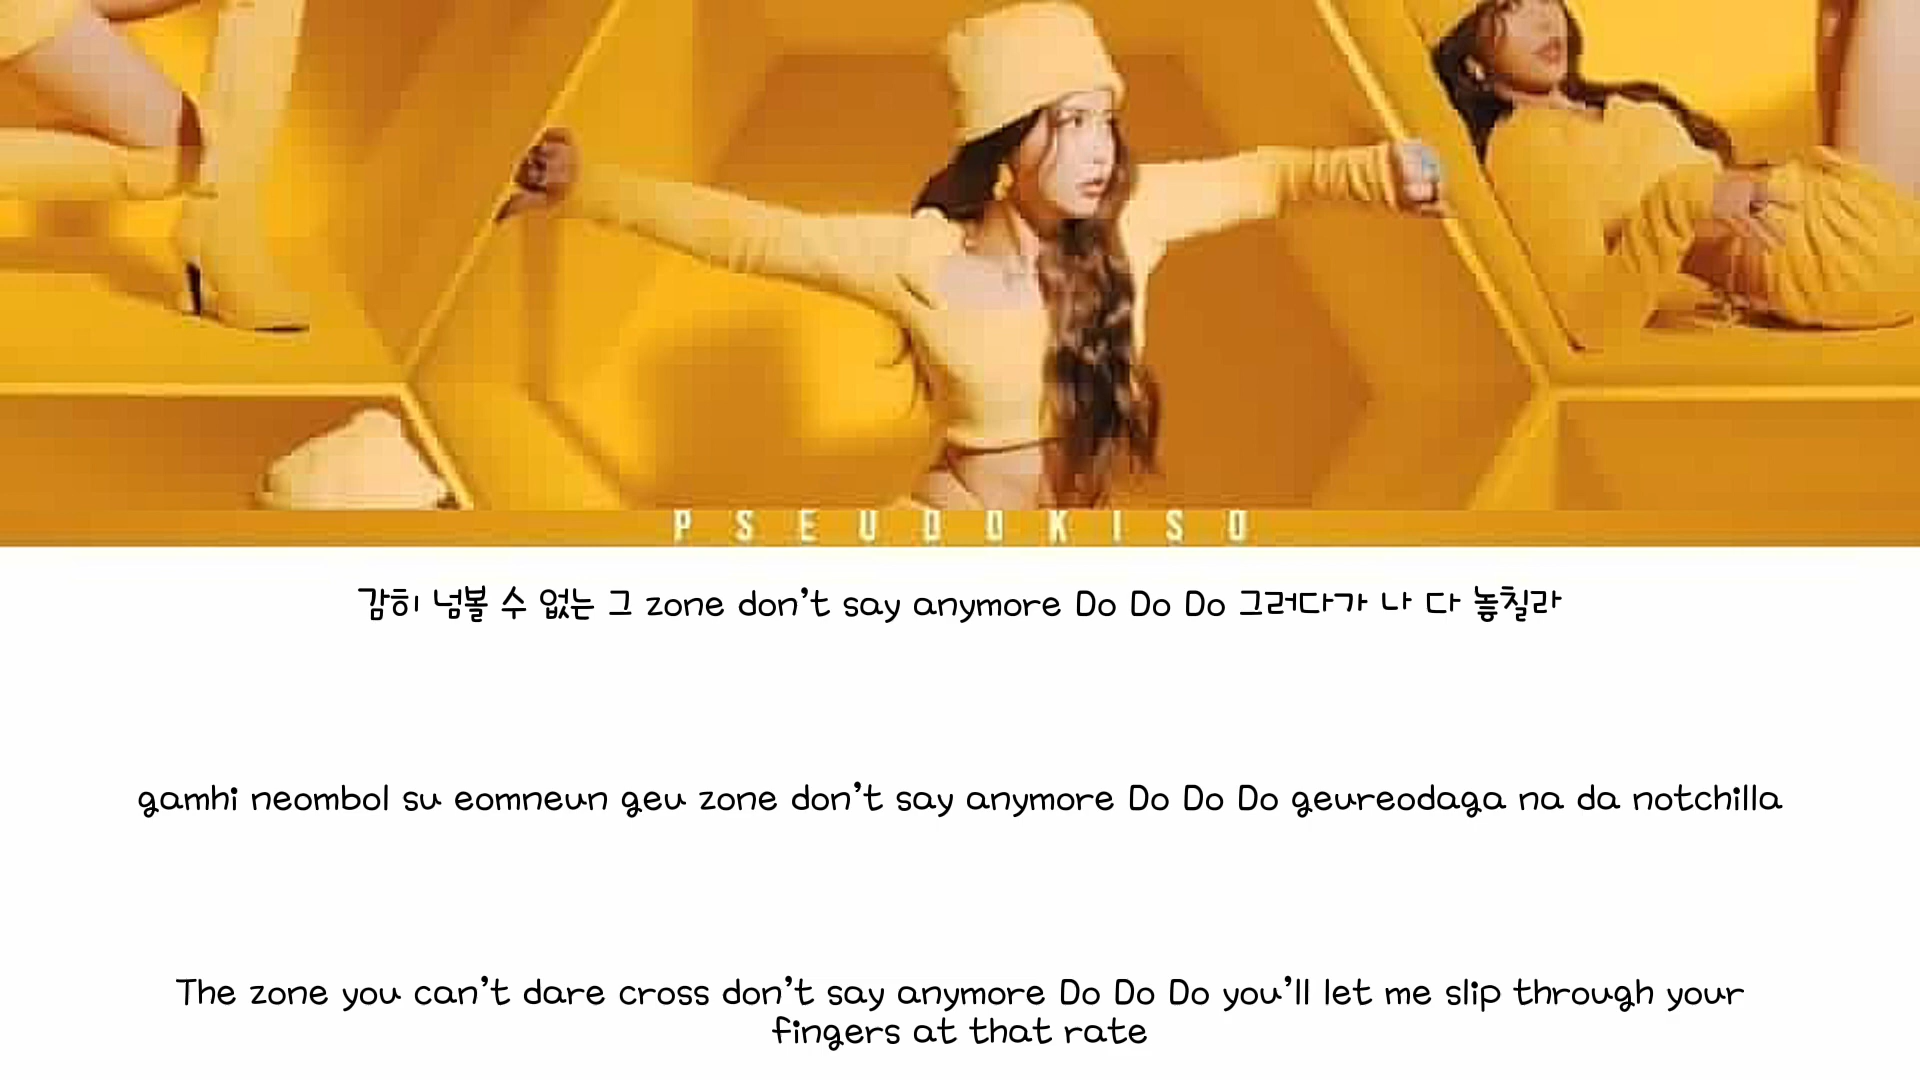 PSEUDOKISO
감히 넘볼 수 없는 그 zone don't say anymore Do Do Do 그러다가 나 다 놓칠라
gamhi neombol su eomneun geu zone don't say anymore Do Do Do geureodaga na da notchilla
The zone you can't dare cross don't say anymore Do Do Do you'll let me slip through your
fingers at that rate